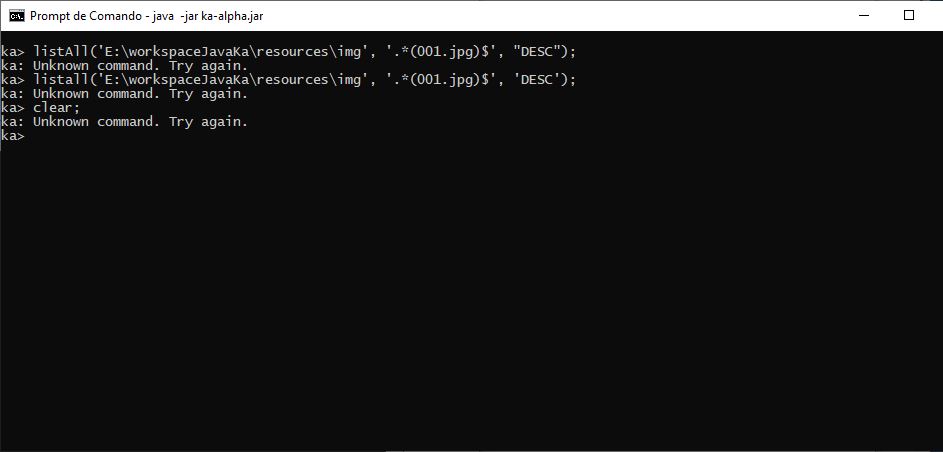 Prompt de Comando - java -jar ka-alpha.jar
ka> listAll('E:\workspaceJavaKa\resources\img', '.*(001.jpg)$', "DESC");
ka: Unknown command. Try again.
ka> listall('E:\workspaceJavaKa\resources\img', '.*(001.jpg)$', 'DESC');
ka: Unknown command. Try again.
ka> clear;
ka: Unknown command. Try again.
ka>